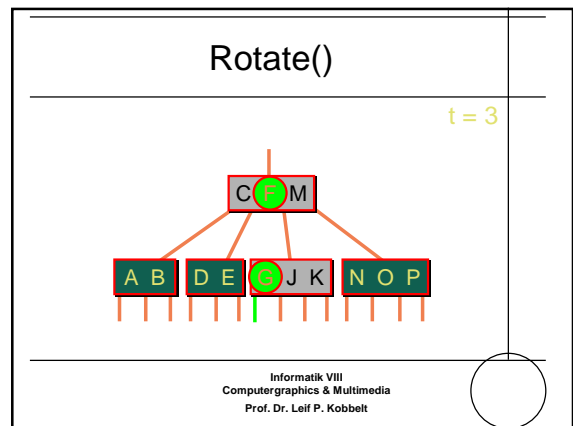 Rotate()
t = 3
C F M
A B D E G J K N O P
Informatik VIII
Computergraphics & Multimedia
Prof. Dr. Leif P. Kobbelt